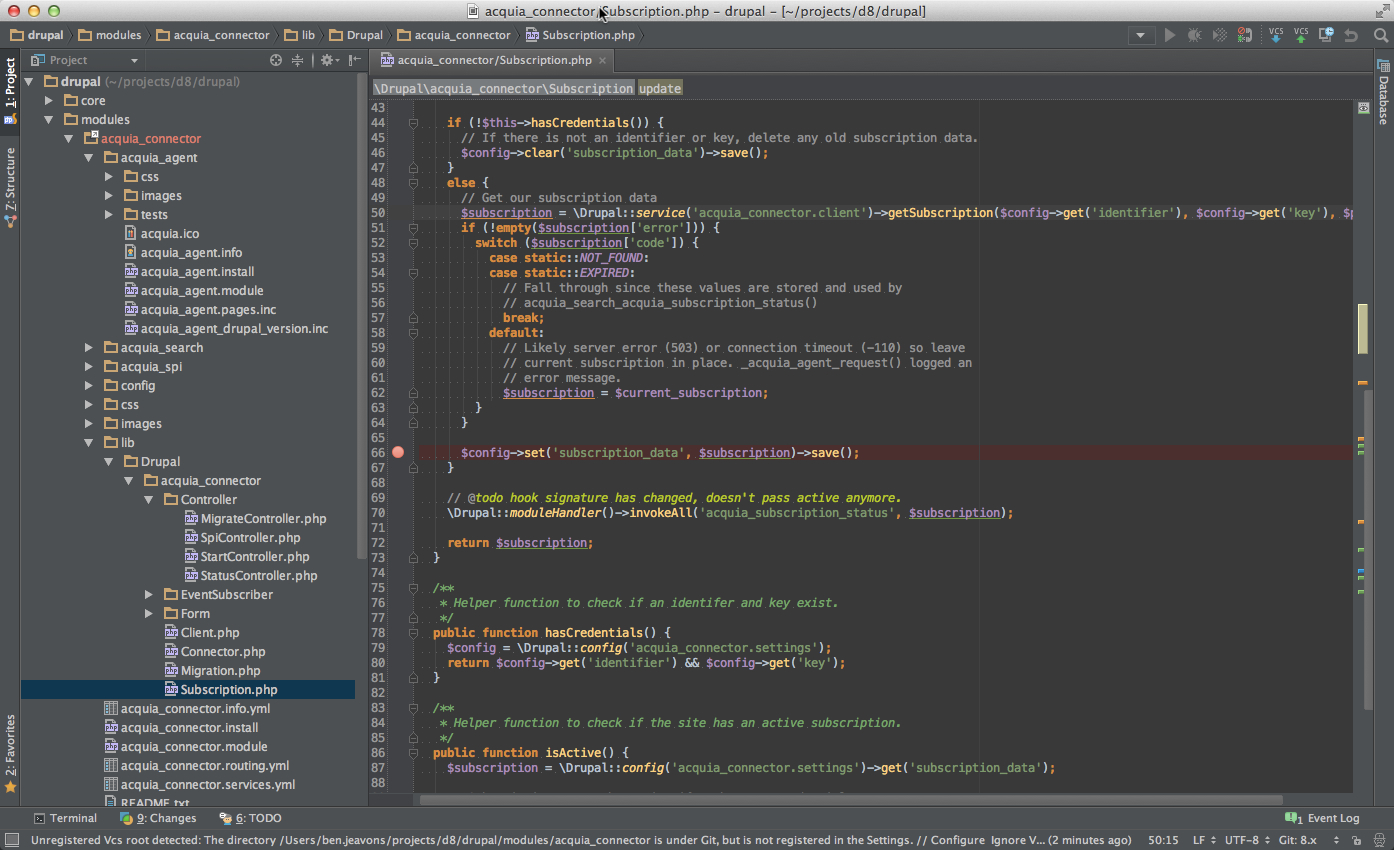 acquia_connector/Subscription.php – drupal – [~/projects/d8/drupal]
drupal modules acquia_connector lib Drupal acquia_connector Subscription.php VCS VCS
1: Project
Z: Structure
2: Favorites
Project
drupal (~/projects/d8/drupal)
core
modules
acquia_connector
acquia_agent
css
images
tests
acquia.ico
acquia_agent.info
acquia_agent.install
acquia_agent.module
acquia_agent.pages.inc
acquia_agent_drupal_version.inc
acquia_search
acquia_spi
config
css
images
lib
Drupal
acquia_connector
Controller
MigrateController.php
SpiController.php
StartController.php
StatusController.php
EventSubscriber
Form
Client.php
Connector.php
Migration.php
Subscription.php
acquia_connector.info.yml
acquia_connector.install
acquia_connector.module
acquia_connector.routing.yml
acquia_connector.services.yml
README.txt
acquia_connector/Subscription.php
\Drupal\acquia_connector\Subscription update
43
44 if (!$this->hasCredentials()) {
45 // If there is not an identifier or key, delete any old subscription data.
46 $config->clear('subscription_data')->save();
47 }
48 else {
49 // Get our subscription data
50 $subscription = \Drupal::service('acquia_connector.client')->getSubscription($config->get('identifier'), $config->get('key'), $p
51 if (!empty($subscription['error'])) {
52 switch ($subscription['code']) {
53 case static::NOT_FOUND:
54 case static::EXPIRED:
55 // Fall through since these values are stored and used by
56 // acquia_search_acquia_subscription_status()
57 break;
58 default:
59 // Likely server error (503) or connection timeout (-110) so leave
60 // current subscription in place. _acquia_agent_request() logged an
61 // error message.
62 $subscription = $current_subscription;
63 }
64 }
65
66 $config->set('subscription_data', $subscription)->save();
67 }
68
69 // @todo hook signature has changed, doesn't pass active anymore.
70 \Drupal::moduleHandler()->invokeAll('acquia_subscription_status', $subscription);
71
72 return $subscription;
73 }
74
75 /**
76 * Helper function to check if an identifer and key exist.
77 */
78 public function hasCredentials() {
79 $config = \Drupal::config('acquia_connector.settings');
80 return $config->get('identifier') && $config->get('key');
81 }
82
83 /**
84 * Helper function to check if the site has an active subscription.
85 */
86 public function isActive() {
87 $subscription = \Drupal::config('acquia_connector.settings')->get('subscription_data');
88
Database
Terminal 9: Changes 6: TODO 1 Event Log
Unregistered Vcs root detected: The directory /Users/ben.jeavons/projects/d8/drupal/modules/acquia_connector is under Git, but is not registered in the Settings. // Configure Ignore V... (2 minutes ago) 50:15 LF UTF-8 Git: 8.x